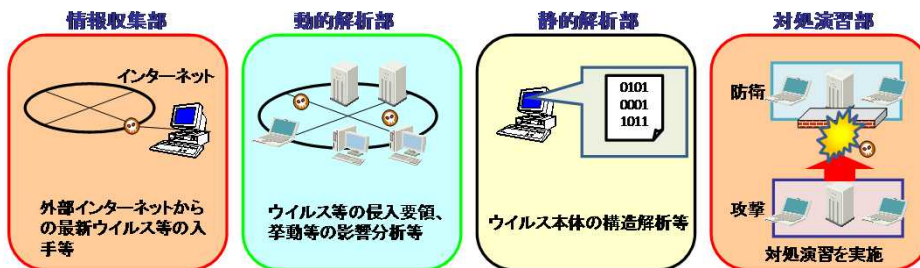 情報収集部
インターネット
外部インターネットから
の最新ウイルス等の入
手等
動的解析部
ウイルス等の侵入要領、
挙動等の影響分析等
静的解析部
0101
0001
1011
ウイルス本体の構造解析等
対処演習部
防衛
攻撃
対処演習を実施